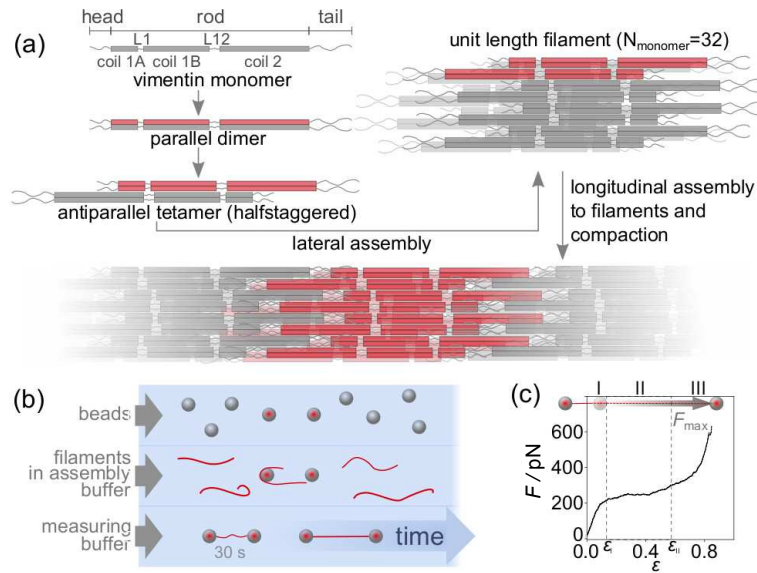 (a)
head
rod
tail
L1
L12
coil 1A
coil 1B
coil 2
vimentin monomer
parallel dimer
antiparallel tetamer (halfstaggered)
lateral assembly
unit length filament (Nmonomer=32)
longitudinal assembly
to filaments and
compaction
(b)
beads
filaments
in assembly
buffer
measuring
buffer
30 s
time
(c)
I II III
Fmax
F / pN
600
400
200
0
0.0 εI 0.4 εII 0.8
ε